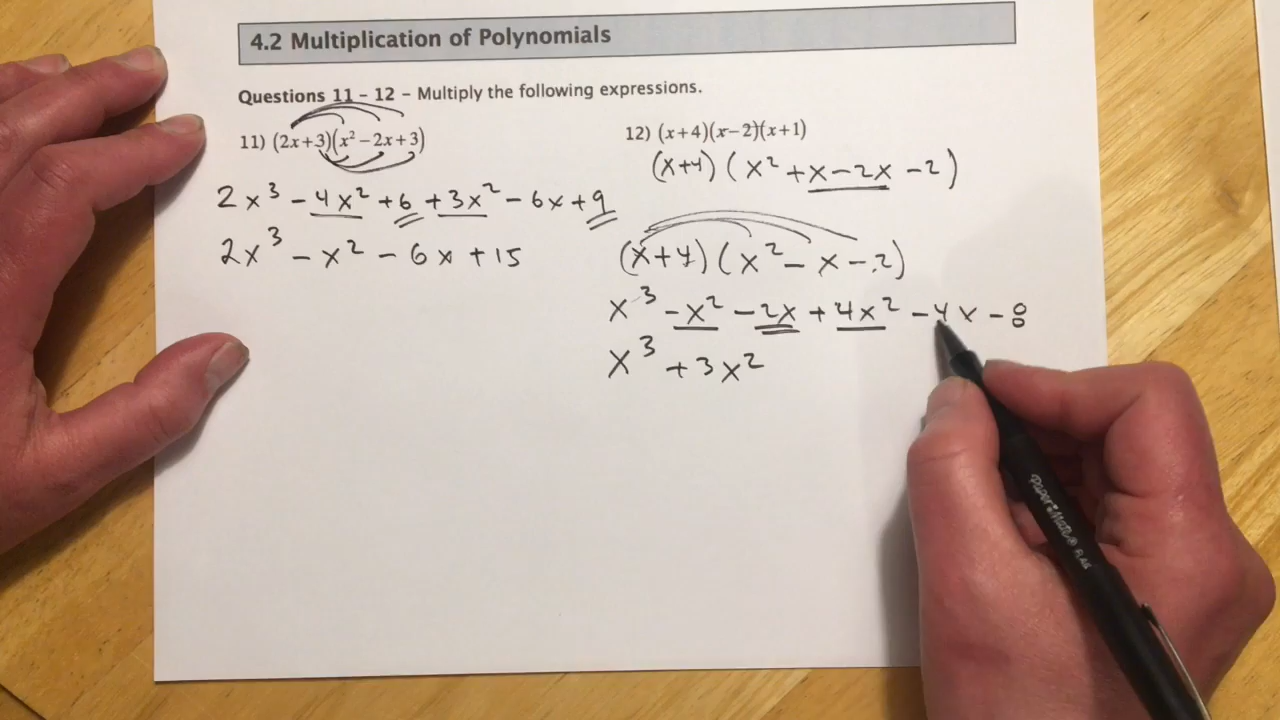 4.2 Multiplication of Polynomials
Questions 11 – 12 – Multiply the following expressions.
11) (2x+3)(x² − 2x+3)
2x³ − 4x² + 6 + 3x² − 6x + 9
2x³ − x² − 6x + 15
12) (x+4)(x−2)(x+1)
(x+4) (x² + x − 2x − 2)
(x+4) (x² − x − 2)
x³ − x² − 2x + 4x² − 4x − 8
x³ + 3x²
PaperMate® FLAIR